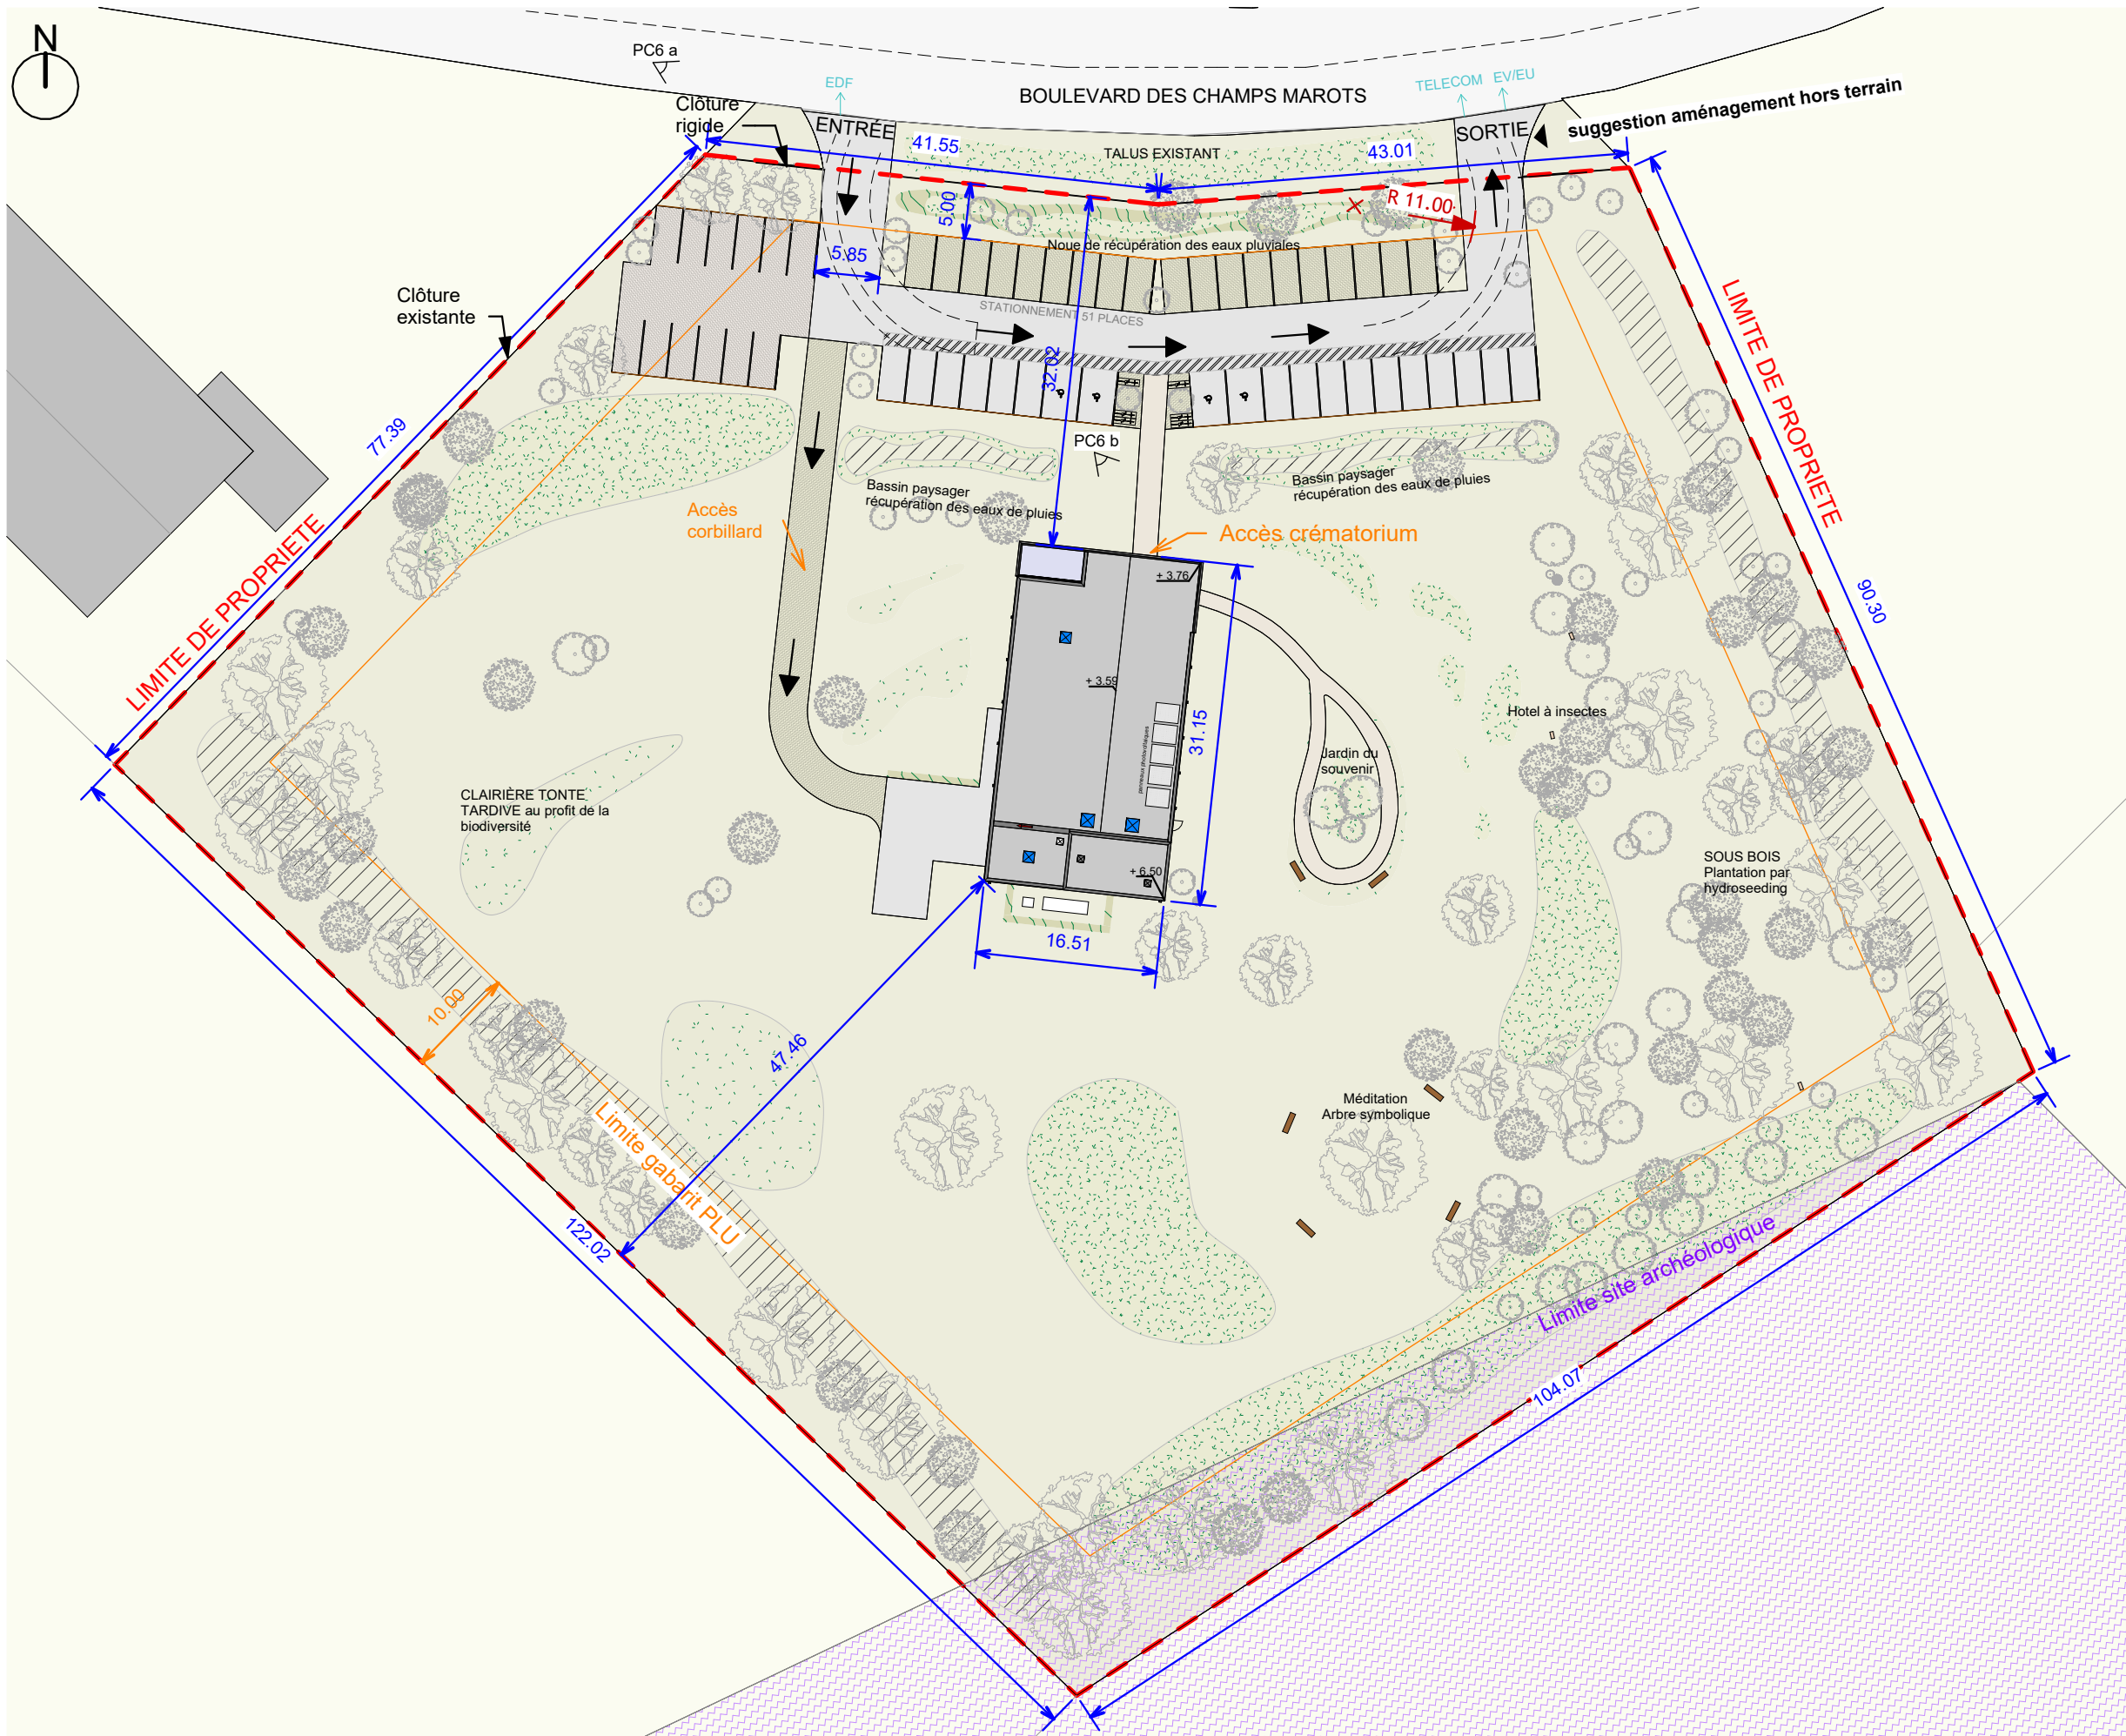 N
PC6 a
EDF
BOULEVARD DES CHAMPS MAROTS
TELECOM
EV/EU
Clôture
rigide
ENTRÉE
SORTIE
suggestion aménagement hors terrain
41.55
TALUS EXISTANT
43.01
5.00
R 11.00
Noue de récupération des eaux pluviales
5.85
Clôture
existante
STATIONNEMENT 51 PLACES
32.02
LIMITE DE PROPRIETE
77.39
PC6 b
Bassin paysager
récupération des eaux de pluies
Bassin paysager
récupération des eaux de pluies
Accès
corbillard
Accès crématorium
LIMITE DE PROPRIETE
+ 3.76
90.30
+ 3.59
31.15
panneaux photovoltaïques
Hotel à insectes
Jardin du
souvenir
CLAIRIÈRE TONTE
TARDIVE au profit de la
biodiversité
SOUS BOIS
Plantation par
hydroseeding
+ 6.50
16.51
10.00
47.46
Méditation
Arbre symbolique
Limite gabarit PLU
122.02
Limite site archéologique
104.07